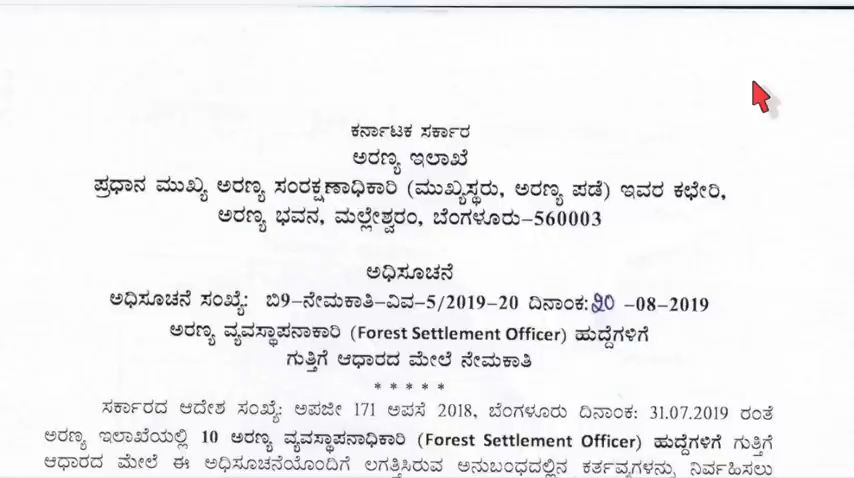 ಕರ್ನಾಟಕ ಸರ್ಕಾರ
ಅರಣ್ಯ ಇಲಾಖೆ
ಪ್ರಧಾನ ಮುಖ್ಯ ಅರಣ್ಯ ಸಂರಕ್ಷಣಾಧಿಕಾರಿ (ಮುಖ್ಯಸ್ಥರು, ಅರಣ್ಯ ಪಡೆ) ಇವರ ಕಛೇರಿ,
ಅರಣ್ಯ ಭವನ, ಮಲ್ಲೇಶ್ವರಂ, ಬೆಂಗಳೂರು-560003
ಅಧಿಸೂಚನೆ
ಅಧಿಸೂಚನೆ ಸಂಖ್ಯೆ: ಬಿ9-ನೇಮಕಾತಿ-ವಿವ-5/2019-20 ದಿನಾಂಕ: -08-2019
ಅರಣ್ಯ ವ್ಯವಸ್ಥಾಪನಾಕಾರಿ (Forest Settlement Officer) ಹುದ್ದೆಗಳಿಗೆ
ಗುತ್ತಿಗೆ ಆಧಾರದ ಮೇಲೆ ನೇಮಕಾತಿ
* * * * *
ಸರ್ಕಾರದ ಆದೇಶ ಸಂಖ್ಯೆ: ಅಪಜೀ 171 ಅಪಸೆ 2018, ಬೆಂಗಳೂರು ದಿನಾಂಕ: 31.07.2019 ರಂತೆ
ಅರಣ್ಯ ಇಲಾಖೆಯಲ್ಲಿ 10 ಅರಣ್ಯ ವ್ಯವಸ್ಥಾಪನಾಧಿಕಾರಿ (Forest Settlement Officer) ಹುದ್ದೆಗಳಿಗೆ ಗುತ್ತಿಗೆ
ಆಧಾರದ ಮೇಲೆ ಈ ಅಧಿಸೂಚನೆಯೊಂದಿಗೆ ಲಗತ್ತಿಸಿರುವ ಅನುಬಂಧದಲ್ಲಿನ ಕರ್ತವ್ಯಗಳನ್ನು ನಿರ್ವಹಿಸಲು